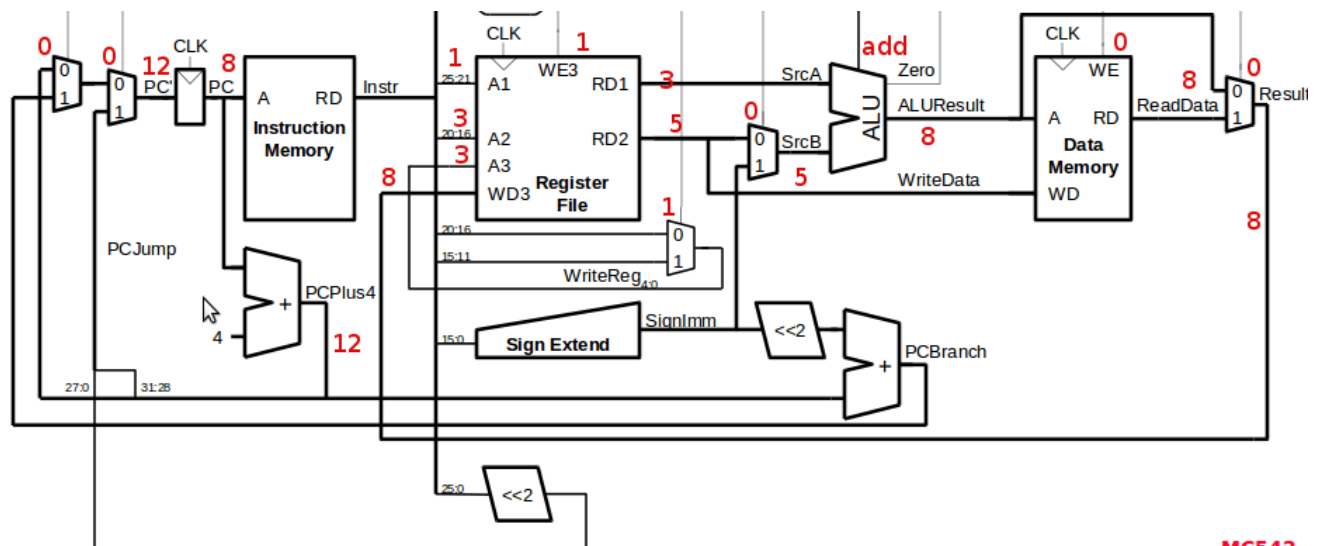 0
0
12
CLK
8
PC'
PC
0
1
0
1
A
RD
Instruction
Memory
Instr
1
25:21
3
20:16
3
8
CLK
1
WE3
A1
RD1
A2
RD2
A3
WD3
Register
File
3
5
0
0
1
SrcA
SrcB
5
add
ALU
Zero
ALUResult
8
WriteData
CLK
0
WE
A
RD
Data
Memory
WD
8
ReadData
0
0
1
Result
8
20:16
15:11
1
0
1
WriteReg4:0
PCJump
+
4
PCPlus4
12
15:0
Sign Extend
SignImm
<<2
+
PCBranch
27:0
31:28
25:0
<<2